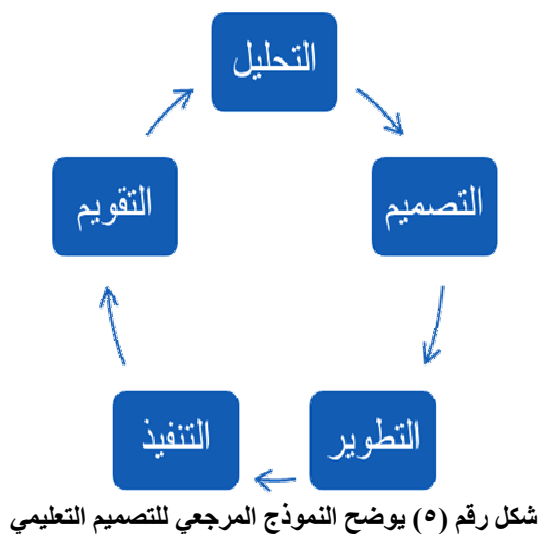 التحليل
التصميم
التطوير
التنفيذ
التقويم
شكل رقم (٥) يوضح النموذج المرجعي للتصميم التعليمي